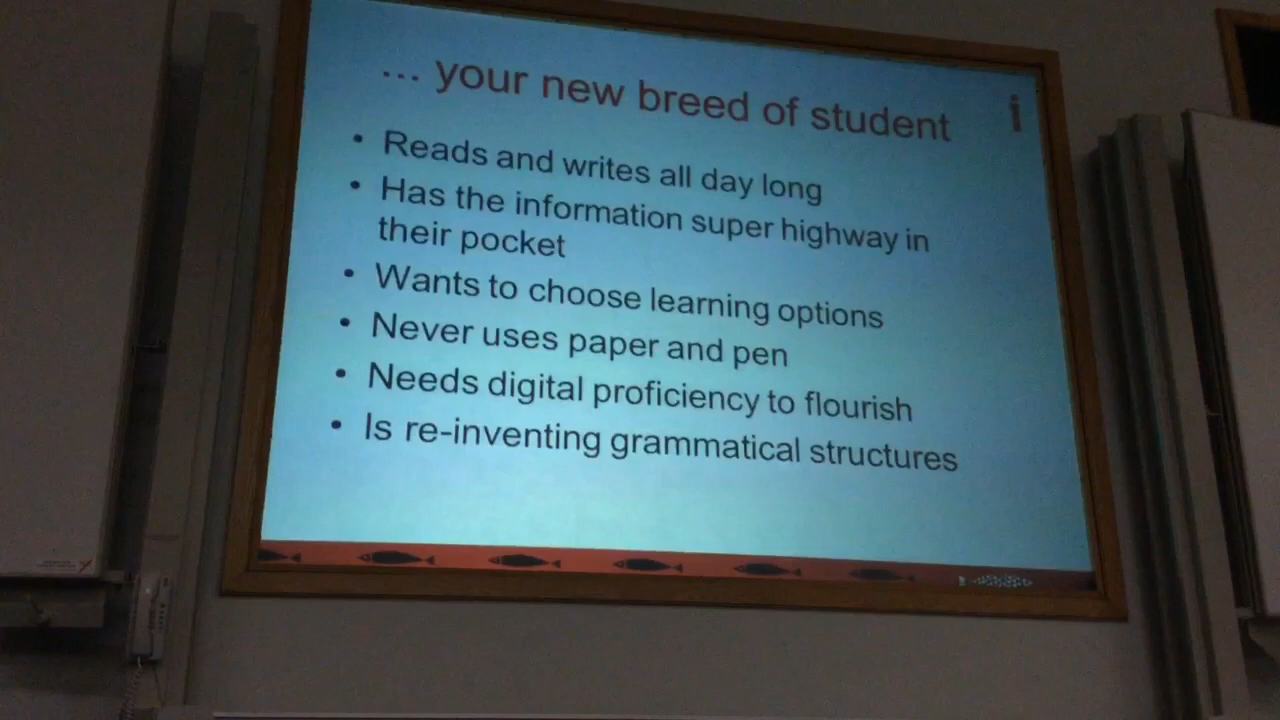 ... your new breed of student
i
• Reads and writes all day long
• Has the information super highway in
their pocket
• Wants to choose learning options
• Never uses paper and pen
• Needs digital proficiency to flourish
• Is re-inventing grammatical structures